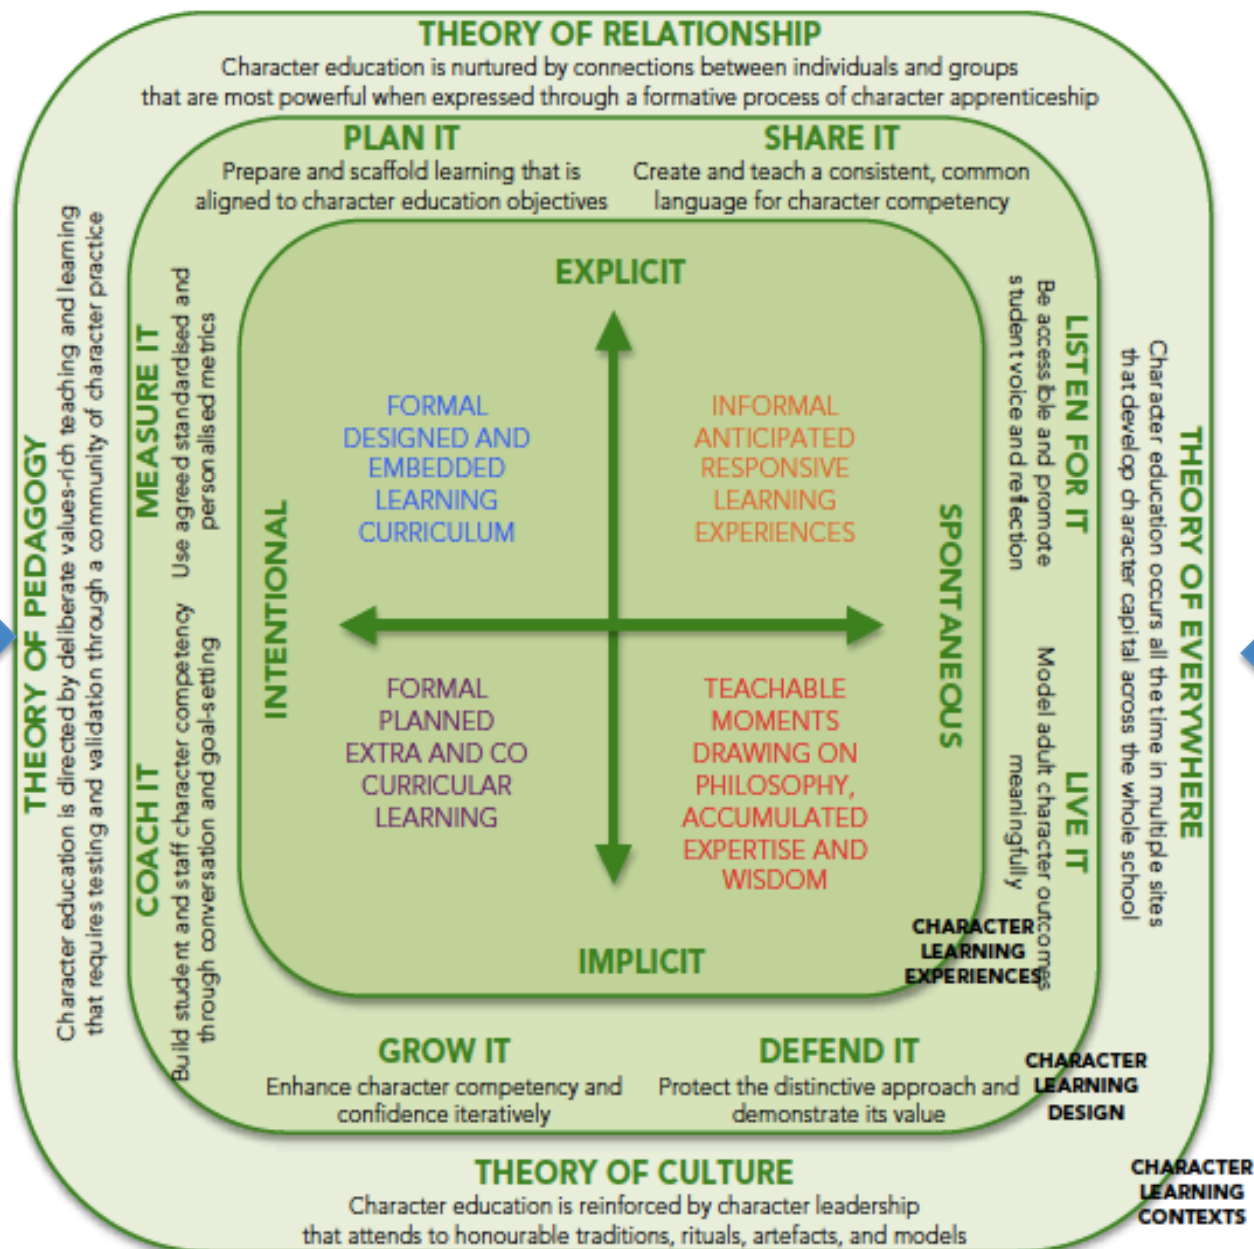 THEORY OF RELATIONSHIP
Character education is nurtured by connections between individuals and groups
that are most powerful when expressed through a formative process of character apprenticeship
PLAN IT
Prepare and scaffold learning that is
aligned to character education objectives
SHARE IT
Create and teach a consistent, common
language for character competency
THEORY OF PEDAGOGY
Character education is directed by deliberate values-rich teaching and learning
that requires testing and validation through a community of character practice
MEASURE IT
Use agreed standardised and
personalised metrics
COACH IT
Build student and staff character competency
through conversation and goal-setting
EXPLICIT
INTENTIONAL
FORMAL
DESIGNED AND
EMBEDDED
LEARNING
CURRICULUM
INFORMAL
ANTICIPATED
RESPONSIVE
LEARNING
EXPERIENCES
FORMAL
PLANNED
EXTRA AND CO
CURRICULAR
LEARNING
TEACHABLE
MOMENTS
DRAWING ON
PHILOSOPHY,
ACCUMULATED
EXPERTISE AND
WISDOM
SPONTANEOUS
IMPLICIT
LISTEN FOR IT
Be accessible and promote
student voice and reflection
LIVE IT
Model adult character outcomes
meaningfully
THEORY OF EVERYWHERE
Character education occurs all the time in multiple sites
that develop character capital across the whole school
CHARACTER
LEARNING
EXPERIENCES
GROW IT
Enhance character competency and
confidence iteratively
DEFEND IT
Protect the distinctive approach and
demonstrate its value
CHARACTER
LEARNING
DESIGN
THEORY OF CULTURE
Character education is reinforced by character leadership
that attends to honourable traditions, rituals, artefacts, and models
CHARACTER
LEARNING
CONTEXTS